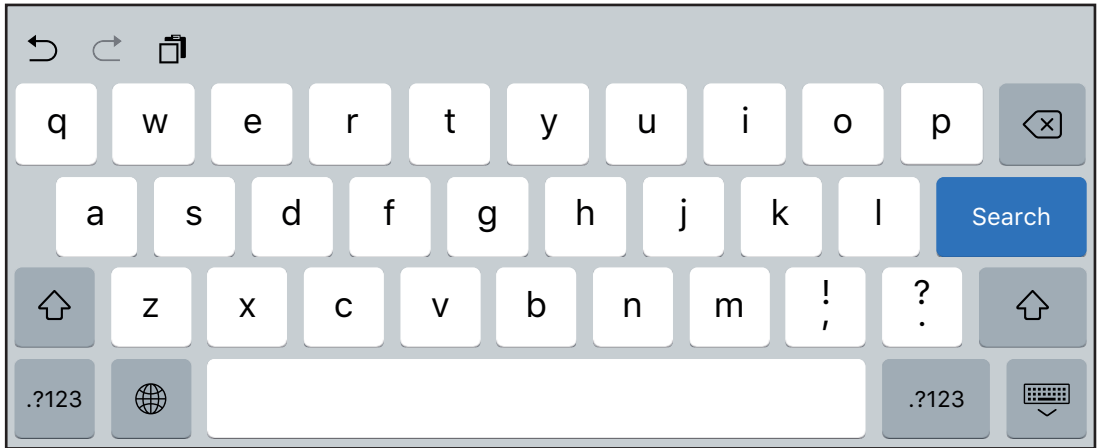 q w e r t y u i o p
a s d f g h j k l Search
z x c v b n m ! , ? .
.?123 .?123